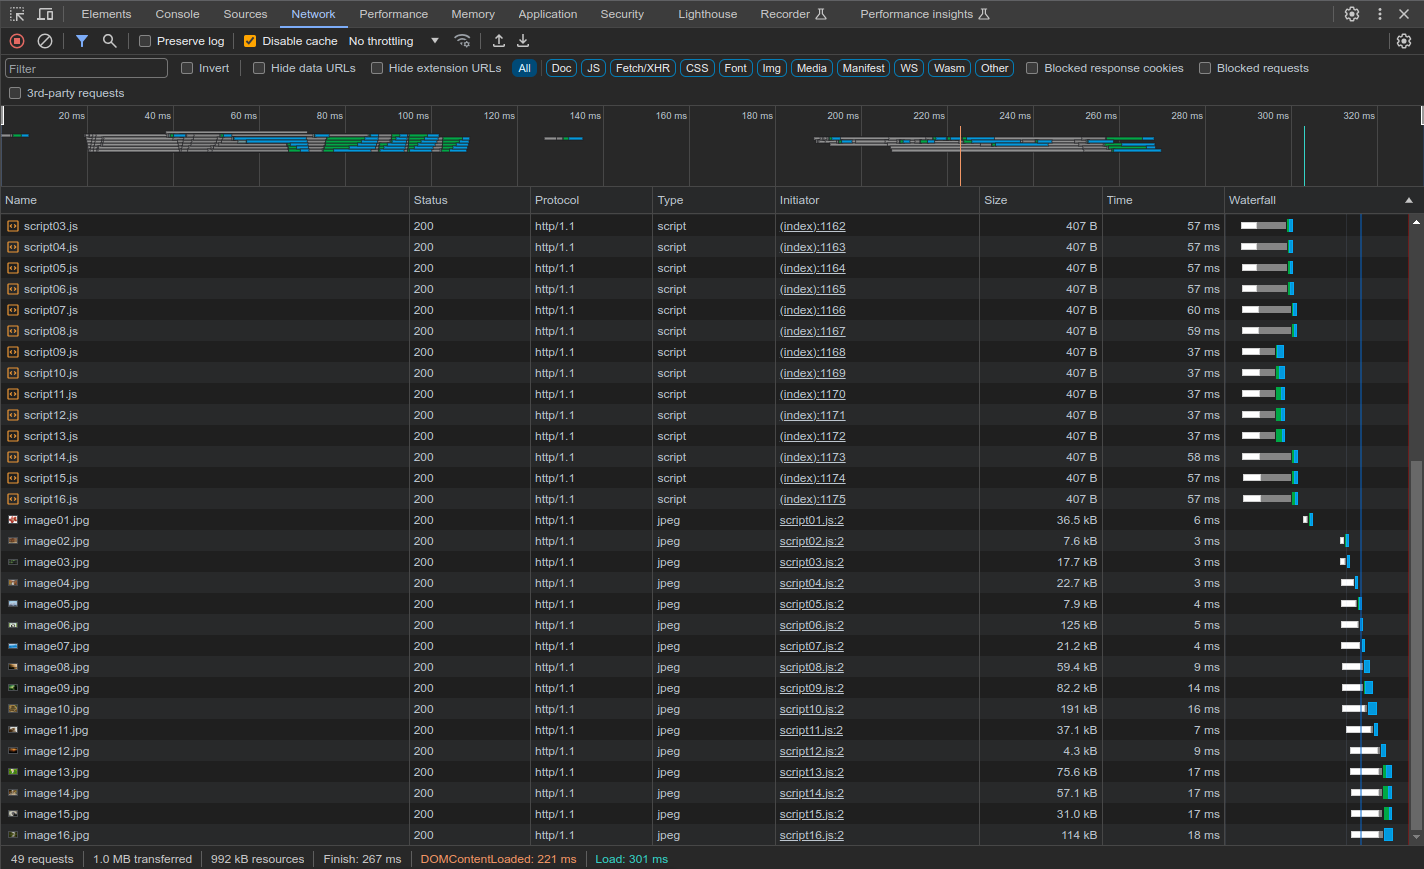 Elements Console Sources Network Performance Memory Application Security Lighthouse Recorder Performance insights
Preserve log Disable cache No throttling
Filter Invert Hide data URLs Hide extension URLs All Doc JS Fetch/XHR CSS Font Img Media Manifest WS Wasm Other Blocked response cookies Blocked requests
3rd-party requests
20 ms 40 ms 60 ms 80 ms 100 ms 120 ms 140 ms 160 ms 180 ms 200 ms 220 ms 240 ms 260 ms 280 ms 300 ms 320 ms
Name Status Protocol Type Initiator Size Time Waterfall
script03.js 200 http/1.1 script (index):1162 407 B 57 ms
script04.js 200 http/1.1 script (index):1163 407 B 57 ms
script05.js 200 http/1.1 script (index):1164 407 B 57 ms
script06.js 200 http/1.1 script (index):1165 407 B 57 ms
script07.js 200 http/1.1 script (index):1166 407 B 60 ms
script08.js 200 http/1.1 script (index):1167 407 B 59 ms
script09.js 200 http/1.1 script (index):1168 407 B 37 ms
script10.js 200 http/1.1 script (index):1169 407 B 37 ms
script11.js 200 http/1.1 script (index):1170 407 B 37 ms
script12.js 200 http/1.1 script (index):1171 407 B 37 ms
script13.js 200 http/1.1 script (index):1172 407 B 37 ms
script14.js 200 http/1.1 script (index):1173 407 B 58 ms
script15.js 200 http/1.1 script (index):1174 407 B 57 ms
script16.js 200 http/1.1 script (index):1175 407 B 57 ms
image01.jpg 200 http/1.1 jpeg script01.js:2 36.5 kB 6 ms
image02.jpg 200 http/1.1 jpeg script02.js:2 7.6 kB 3 ms
image03.jpg 200 http/1.1 jpeg script03.js:2 17.7 kB 3 ms
image04.jpg 200 http/1.1 jpeg script04.js:2 22.7 kB 3 ms
image05.jpg 200 http/1.1 jpeg script05.js:2 7.9 kB 4 ms
image06.jpg 200 http/1.1 jpeg script06.js:2 125 kB 5 ms
image07.jpg 200 http/1.1 jpeg script07.js:2 21.2 kB 4 ms
image08.jpg 200 http/1.1 jpeg script08.js:2 59.4 kB 9 ms
image09.jpg 200 http/1.1 jpeg script09.js:2 82.2 kB 14 ms
image10.jpg 200 http/1.1 jpeg script10.js:2 191 kB 16 ms
image11.jpg 200 http/1.1 jpeg script11.js:2 37.1 kB 7 ms
image12.jpg 200 http/1.1 jpeg script12.js:2 4.3 kB 9 ms
image13.jpg 200 http/1.1 jpeg script13.js:2 75.6 kB 17 ms
image14.jpg 200 http/1.1 jpeg script14.js:2 57.1 kB 17 ms
image15.jpg 200 http/1.1 jpeg script15.js:2 31.0 kB 17 ms
image16.jpg 200 http/1.1 jpeg script16.js:2 114 kB 18 ms
49 requests 1.0 MB transferred 992 kB resources Finish: 267 ms DOMContentLoaded: 221 ms Load: 301 ms